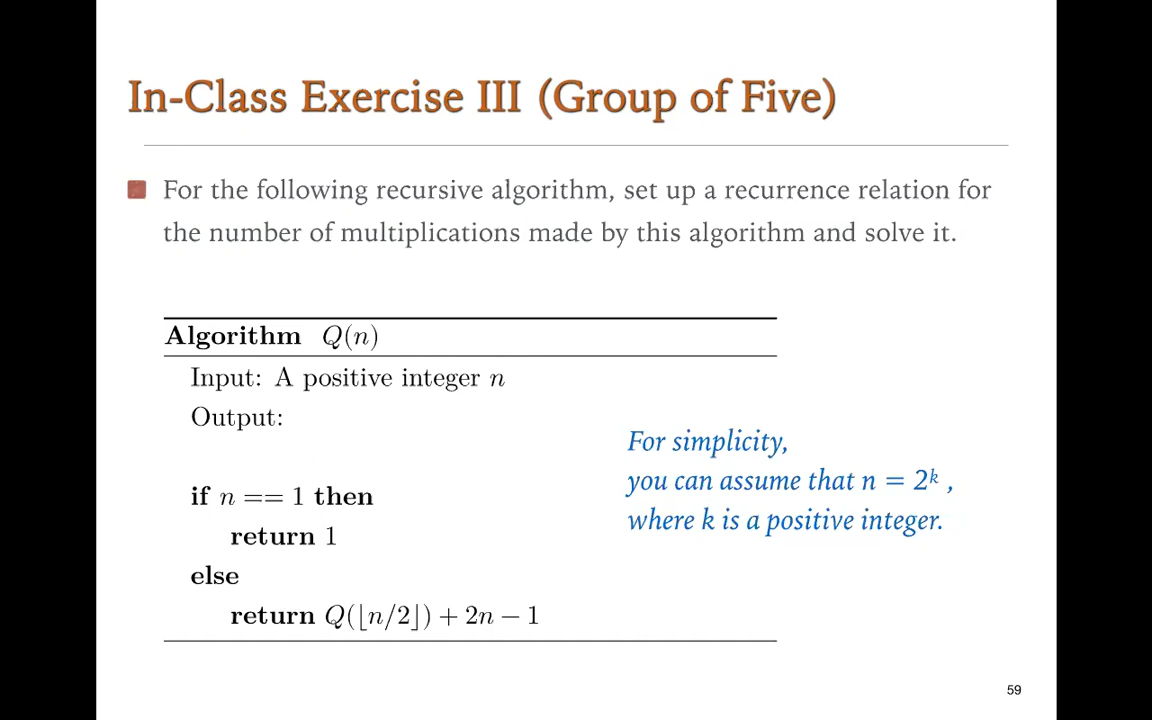 In-Class Exercise III (Group of Five)
For the following recursive algorithm, set up a recurrence relation for
the number of multiplications made by this algorithm and solve it.
Algorithm Q(n)
Input: A positive integer n
Output:
For simplicity,
you can assume that n = 2ᵏ ,
where k is a positive integer.
if n == 1 then
return 1
else
return Q(⌊n/2⌋) + 2n − 1
59